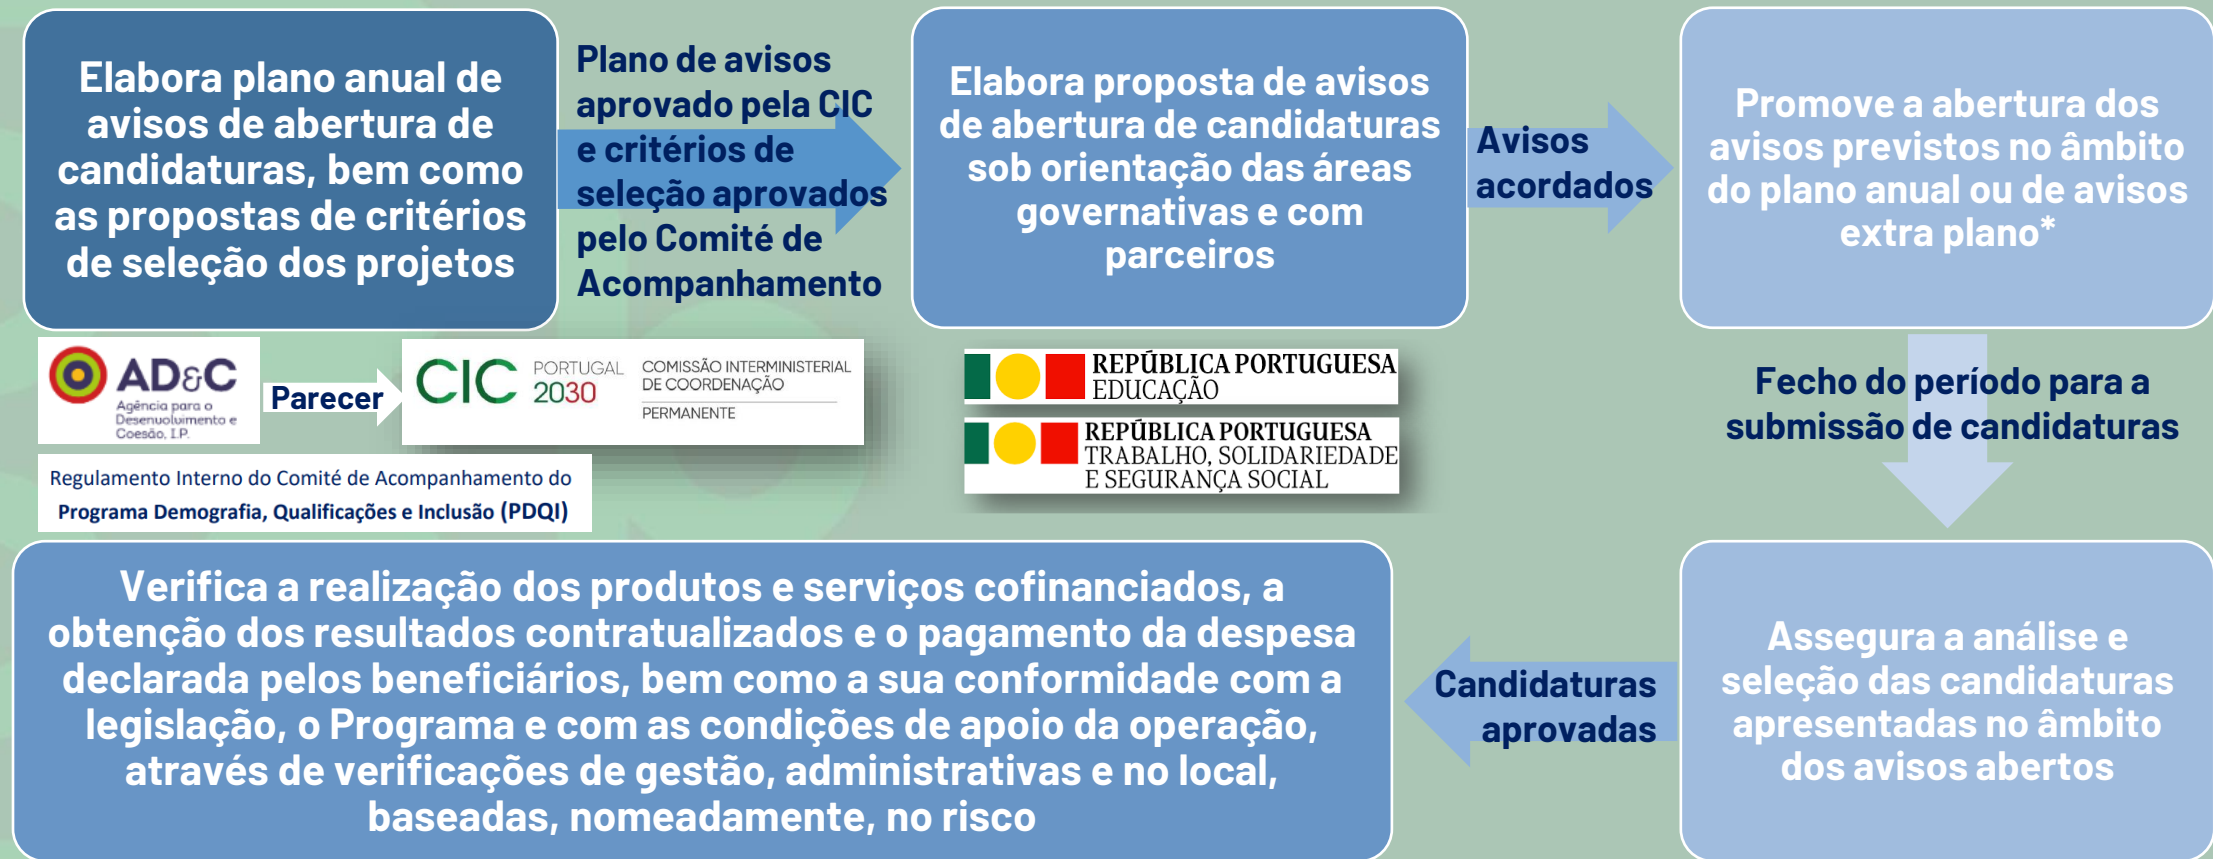 Elabora plano anual de
avisos de abertura de
candidaturas, bem como
as propostas de critérios
de seleção dos projetos
Plano de avisos
aprovado pela CIC
e critérios de
seleção aprovados
pelo Comité de
Acompanhamento
Elabora proposta de avisos
de abertura de candidaturas
sob orientação das áreas
governativas e com
parceiros
Avisos
acordados
Promove a abertura dos
avisos previstos no âmbito
do plano anual ou de avisos
extra plano*
AD&C
Agência para o
Desenvolvimento e
Coesão, I.P.
Parecer
CIC PORTUGAL
2030
COMISSÃO INTERMINISTERIAL
DE COORDENAÇÃO
PERMANENTE
Regulamento Interno do Comité de Acompanhamento do
Programa Demografia, Qualificações e Inclusão (PDQI)
REPÚBLICA PORTUGUESA
EDUCAÇÃO
REPÚBLICA PORTUGUESA
TRABALHO, SOLIDARIEDADE
E SEGURANÇA SOCIAL
Fecho do período para a
submissão de candidaturas
Assegura a análise e
seleção das candidaturas
apresentadas no âmbito
dos avisos abertos
Candidaturas
aprovadas
Verifica a realização dos produtos e serviços cofinanciados, a
obtenção dos resultados contratualizados e o pagamento da despesa
declarada pelos beneficiários, bem como a sua conformidade com a
legislação, o Programa e com as condições de apoio da operação,
através de verificações de gestão, administrativas e no local,
baseadas, nomeadamente, no risco